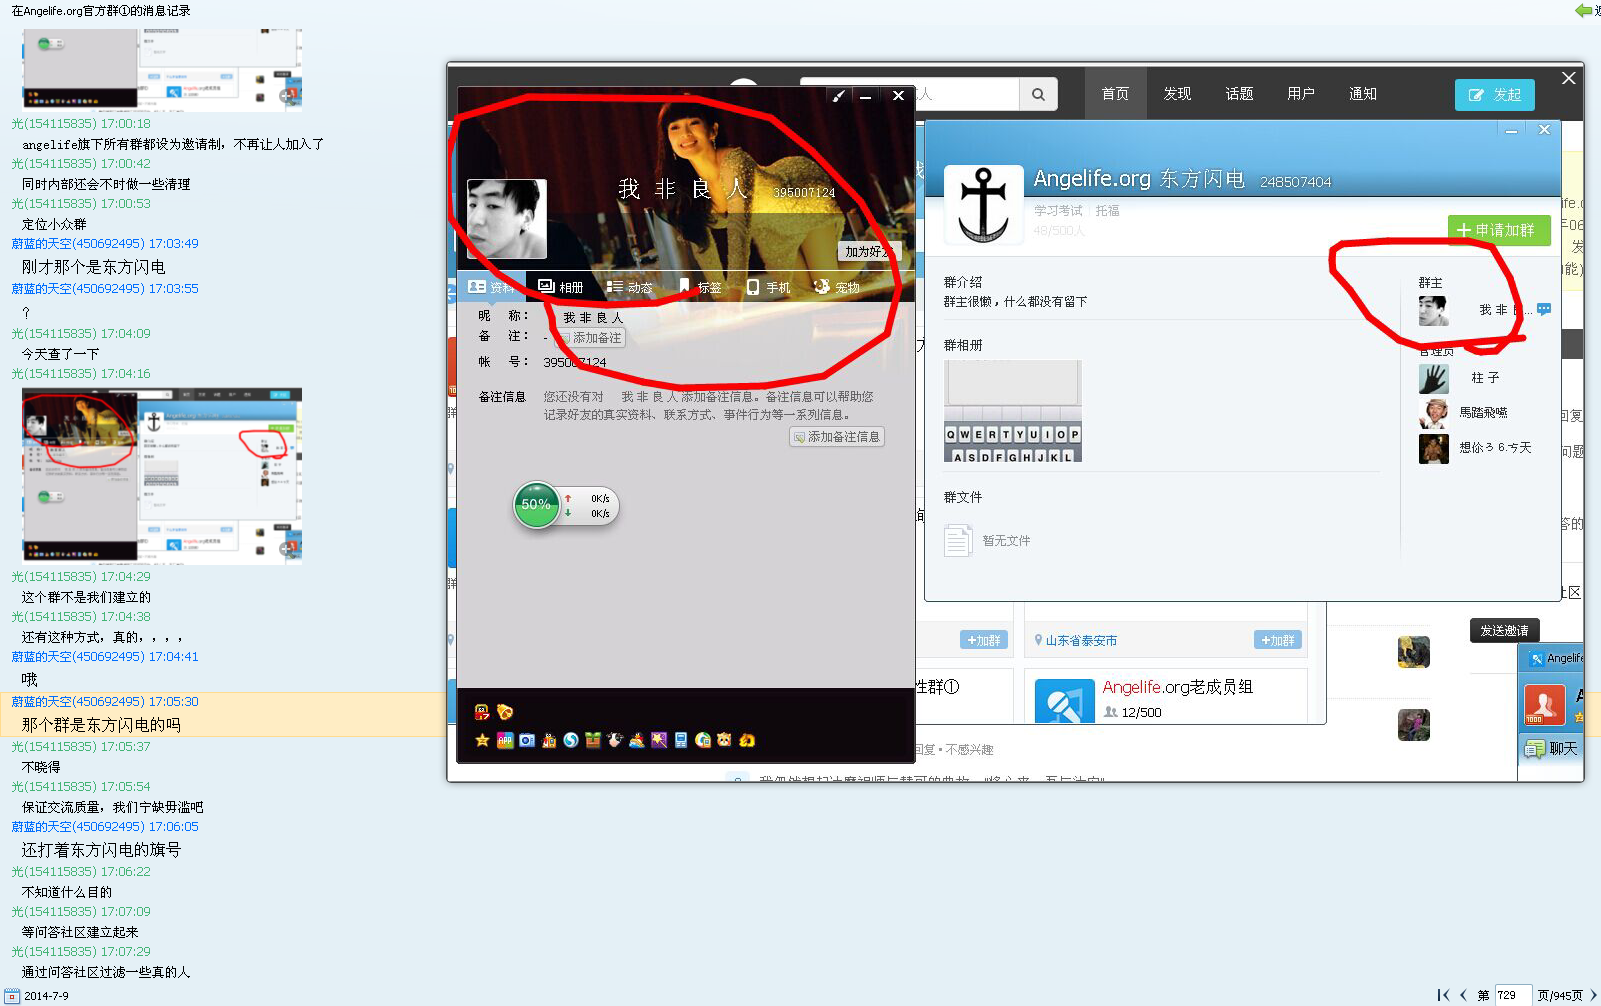 在Angelife.org官方群①的消息记录
光(154115835) 17:00:18
angelife旗下所有群都设为邀请制，不再让人加入了
光(154115835) 17:00:42
同时内部还会不时做一些清理
光(154115835) 17:00:53
定位小众群
蔚蓝的天空(450692495) 17:03:49
刚才那个是东方闪电
蔚蓝的天空(450692495) 17:03:55
？
光(154115835) 17:04:09
今天查了一下
光(154115835) 17:04:16
光(154115835) 17:04:29
这个群不是我们建立的
光(154115835) 17:04:38
还有这种方式，真的，，，，
蔚蓝的天空(450692495) 17:04:41
哦
蔚蓝的天空(450692495) 17:05:30
那个群是东方闪电的吗
光(154115835) 17:05:37
不晓得
光(154115835) 17:05:54
保证交流质量，我们宁缺毋滥吧
蔚蓝的天空(450692495) 17:06:05
还打着东方闪电的旗号
光(154115835) 17:06:22
不知道什么目的
光(154115835) 17:07:09
等问答社区建立起来
光(154115835) 17:07:29
通过问答社区过滤一些真的人
2014-7-9
第 729 页/945页
首页 发现 话题 用户 通知 发起
我 非 良 人 395007124
加为好友
资料 相册 动态 标签 手机 宠物
昵 称： 我 非 良 人
备 注： - 添加备注
帐 号： 395007124
备注信息 您还没有对 我 非 良 人 添加备注信息。备注信息可以帮助您
记录好友的真实资料、联系方式、事件行为等一系列信息。
添加备注信息
50% 0K/s
0K/s
Angelife.org 东方闪电 248507404
学习考试 托福
48/500人
申请加群
群介绍
群主很懒，什么都没有留下
群相册
QWERTYUIOP
ASDFGHJKL
群文件
暂无文件
群主
我 非 良...
管理员
柱 子
馬踏飛嚥
想伱3 6.兯天
+加群
山东省泰安市 +加群
性群①
Angelife.org老成员组
12/500
回复 • 不感兴趣
发送邀请
Angelife
聊天